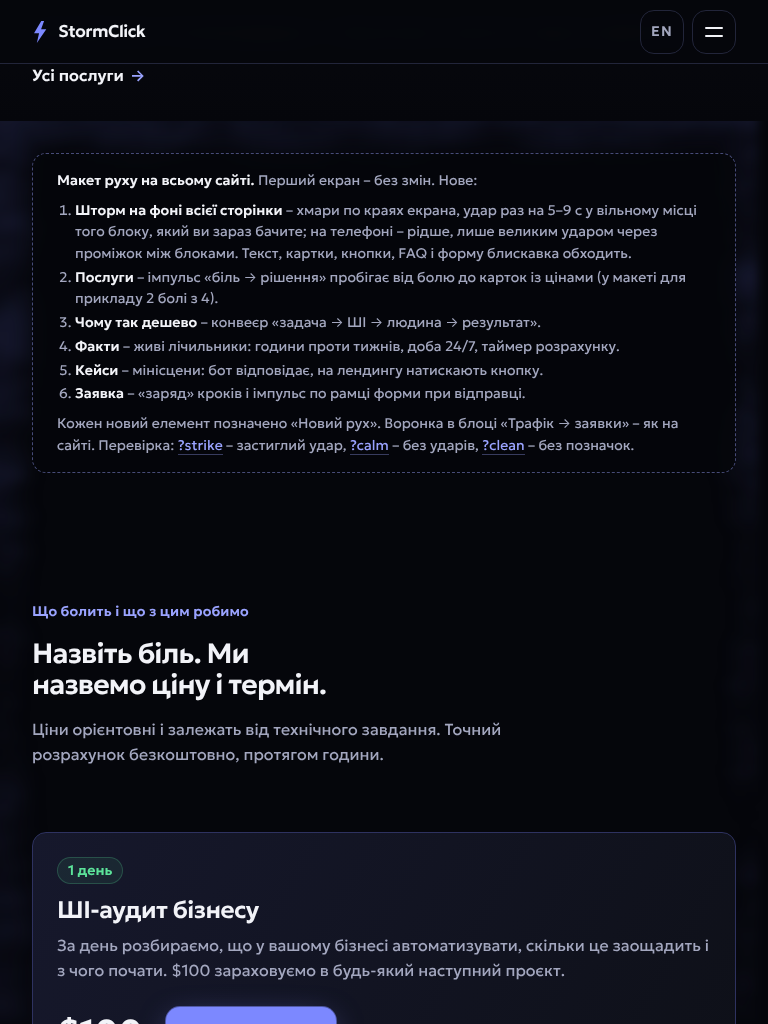 StormClick
EN
Усі послуги →
Макет руху на всьому сайті. Перший екран – без змін. Нове:
1. Шторм на фоні всієї сторінки – хмари по краях екрана, удар раз на 5–9 с у вільному місці
того блоку, який ви зараз бачите; на телефоні – рідше, лише великим ударом через
проміжок між блоками. Текст, картки, кнопки, FAQ і форму блискавка обходить.
2. Послуги – імпульс «біль → рішення» пробігає від болю до карток із цінами (у макеті для
прикладу 2 болі з 4).
3. Чому так дешево – конвеєр «задача → ШІ → людина → результат».
4. Факти – живі лічильники: години проти тижнів, доба 24/7, таймер розрахунку.
5. Кейси – мінісцени: бот відповідає, на лендингу натискають кнопку.
6. Заявка – «заряд» кроків і імпульс по рамці форми при відправці.
Кожен новий елемент позначено «Новий рух». Воронка в блоці «Трафік → заявки» – як на
сайті. Перевірка: ?strike – застиглий удар, ?calm – без ударів, ?clean – без позначок.
Що болить і що з цим робимо
Назвіть біль. Ми
назвемо ціну і термін.
Ціни орієнтовні і залежать від технічного завдання. Точний
розрахунок безкоштовно, протягом години.
1 день
ШІ-аудит бізнесу
За день розбираємо, що у вашому бізнесі автоматизувати, скільки це заощадить і
з чого почати. $100 зараховуємо в будь-який наступний проєкт.